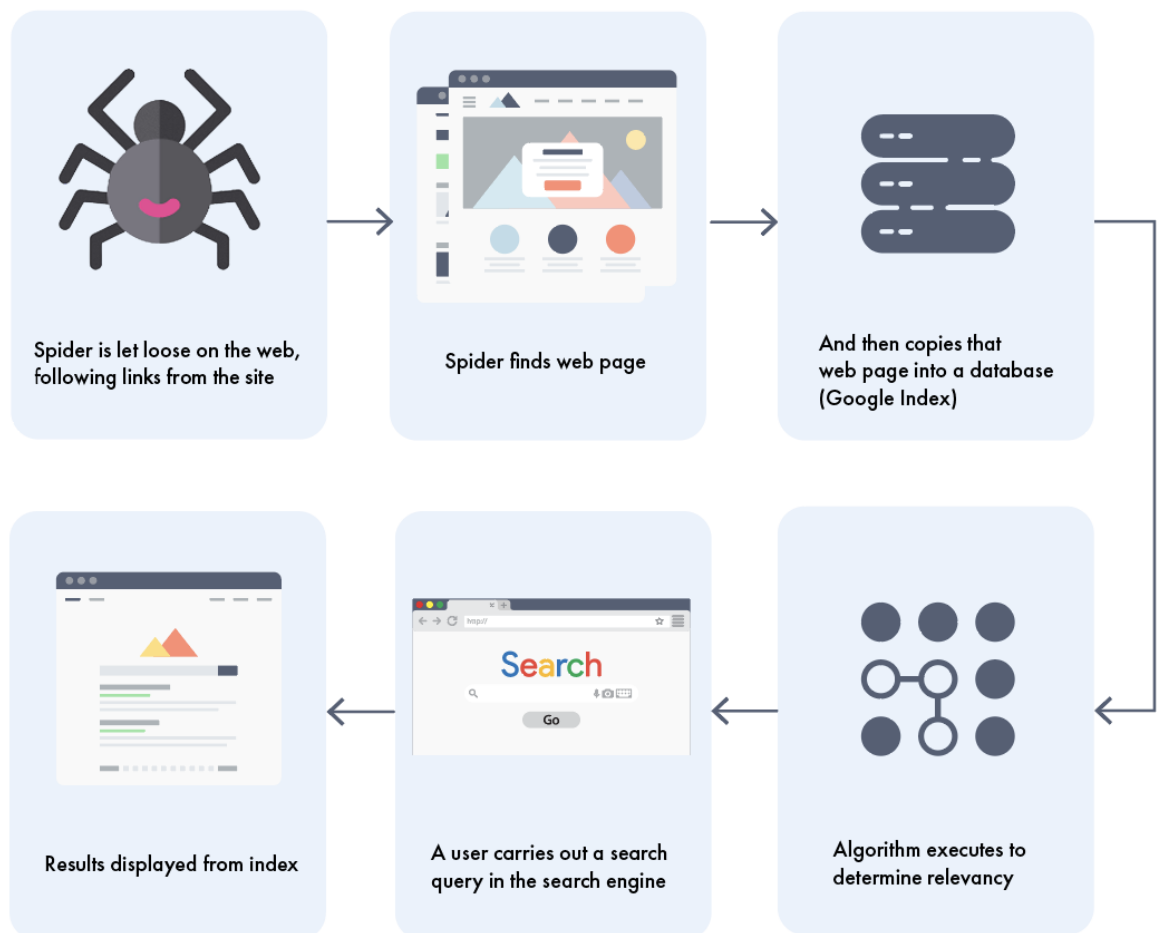 Spider is let loose on the web,
following links from the site
Spider finds web page
And then copies that
web page into a database
(Google Index)
Algorithm executes to
determine relevancy
http://
Search
Go
A user carries out a search
query in the search engine
Results displayed from index